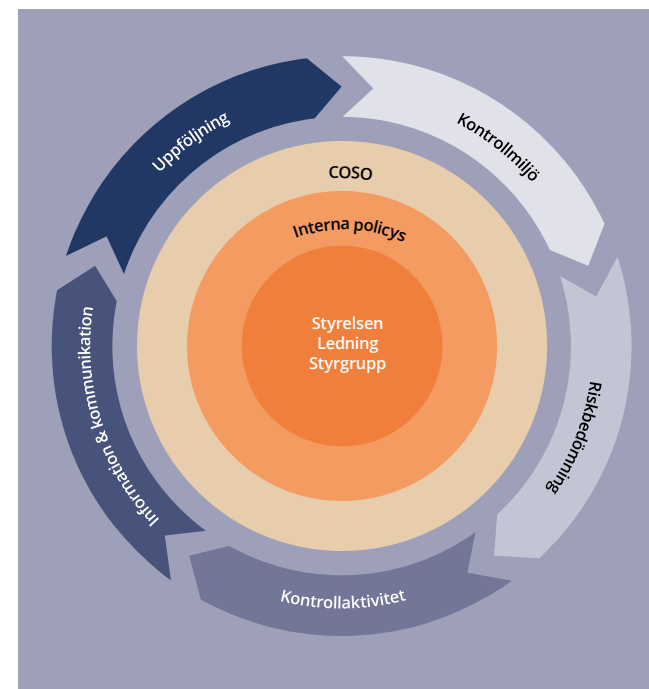 Uppföljning
Kontrollmiljö
COSO
Interna policys
Styrelsen
Ledning
Styrgrupp
Information & kommunikation
Riskbedömning
Kontrollaktivitet